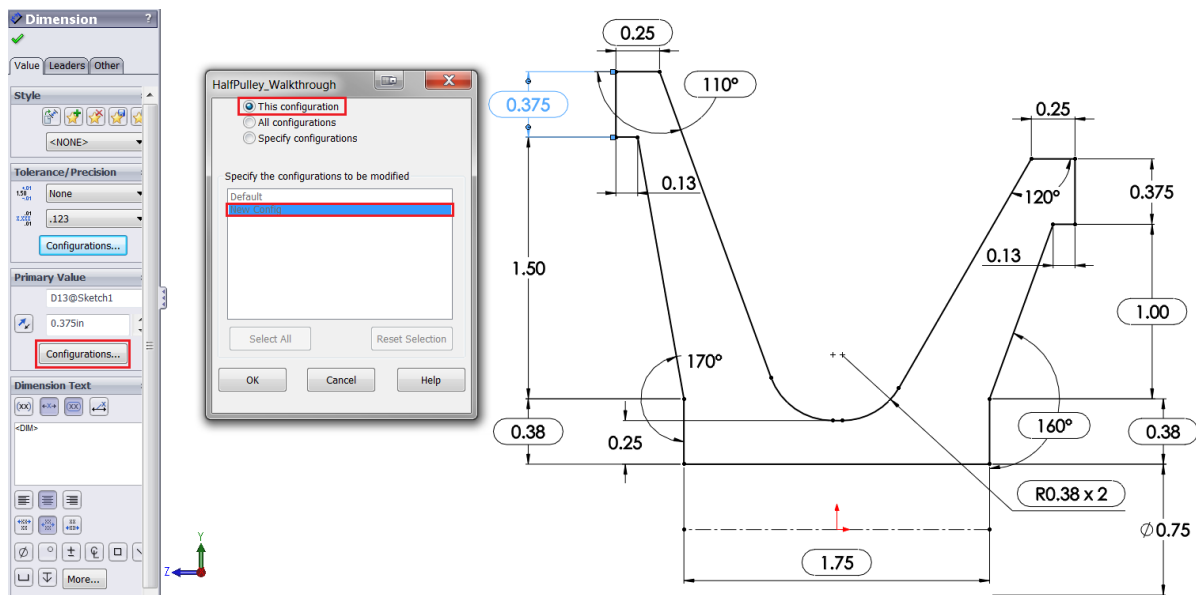 Dimension ?
Value Leaders Other
Style
<NONE>
Tolerance/Precision
None
.123
Configurations...
Primary Value
D13@Sketch1
0.375in
Configurations...
Dimension Text
(xx)
<DIM>
More...
HalfPulley_Walkthrough
This configuration
All configurations
Specify configurations
Specify the configurations to be modified
Default
New Config
Select All Reset Selection
OK Cancel Help
0.25
110°
0.375
0.13
1.50
0.25
120°
0.375
0.13
1.00
170°
160°
0.38
0.25
0.38
R0.38 x 2
∅0.75
1.75
Y
Z